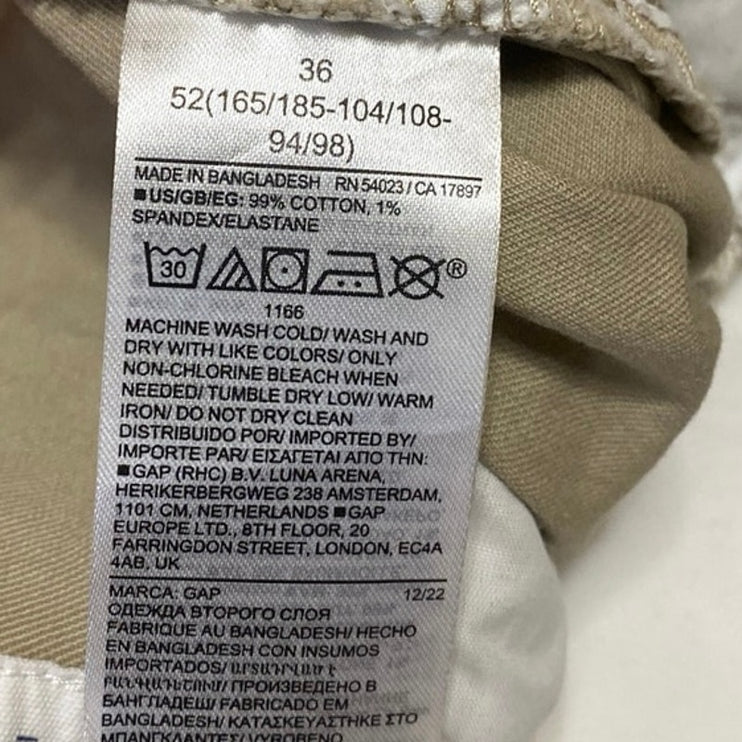 36
52(165/185-104/108-
94/98)
MADE IN BANGLADESH RN 54023 / CA 17897
■US/GB/EG: 99% COTTON, 1%
SPANDEX/ELASTANE
30 ®
1166
MACHINE WASH COLD/ WASH AND
DRY WITH LIKE COLORS/ ONLY
NON-CHLORINE BLEACH WHEN
NEEDED/ TUMBLE DRY LOW/ WARM
IRON/ DO NOT DRY CLEAN
DISTRIBUIDO POR/ IMPORTED BY/
IMPORTE PAR/ ΕΙΣΑΓΕΤΑΙ ΑΠΟ ΤΗΝ:
■GAP (RHC) B.V. LUNA ARENA,
HERIKERBERGWEG 238 AMSTERDAM,
1101 CM, NETHERLANDS ■GAP
EUROPE LTD., 8TH FLOOR, 20
FARRINGDON STREET, LONDON, EC4A
4AB, UK
MARCA: GAP 12/22
ОДЕЖДА ВТОРОГО СЛОЯ
FABRIQUE AU BANGLADESH/ HECHO
EN BANGLADESH CON INSUMOS
IMPORTADOS/ ԱՐՏԱԴՐՎԱԾ Է
ԲԱՆԳԼԱԴԵՇՈՒՄ/ ПРОИЗВЕДЕНО В
БАНГЛАДЕШ/ FABRICADO EM
BANGLADESH/ ΚΑΤΑΣΚΕΥΑΣΤΗΚΕ ΣΤΟ
ΜΠΑΝΓΚΛΑΝΤΕΣ/ VYROBENO